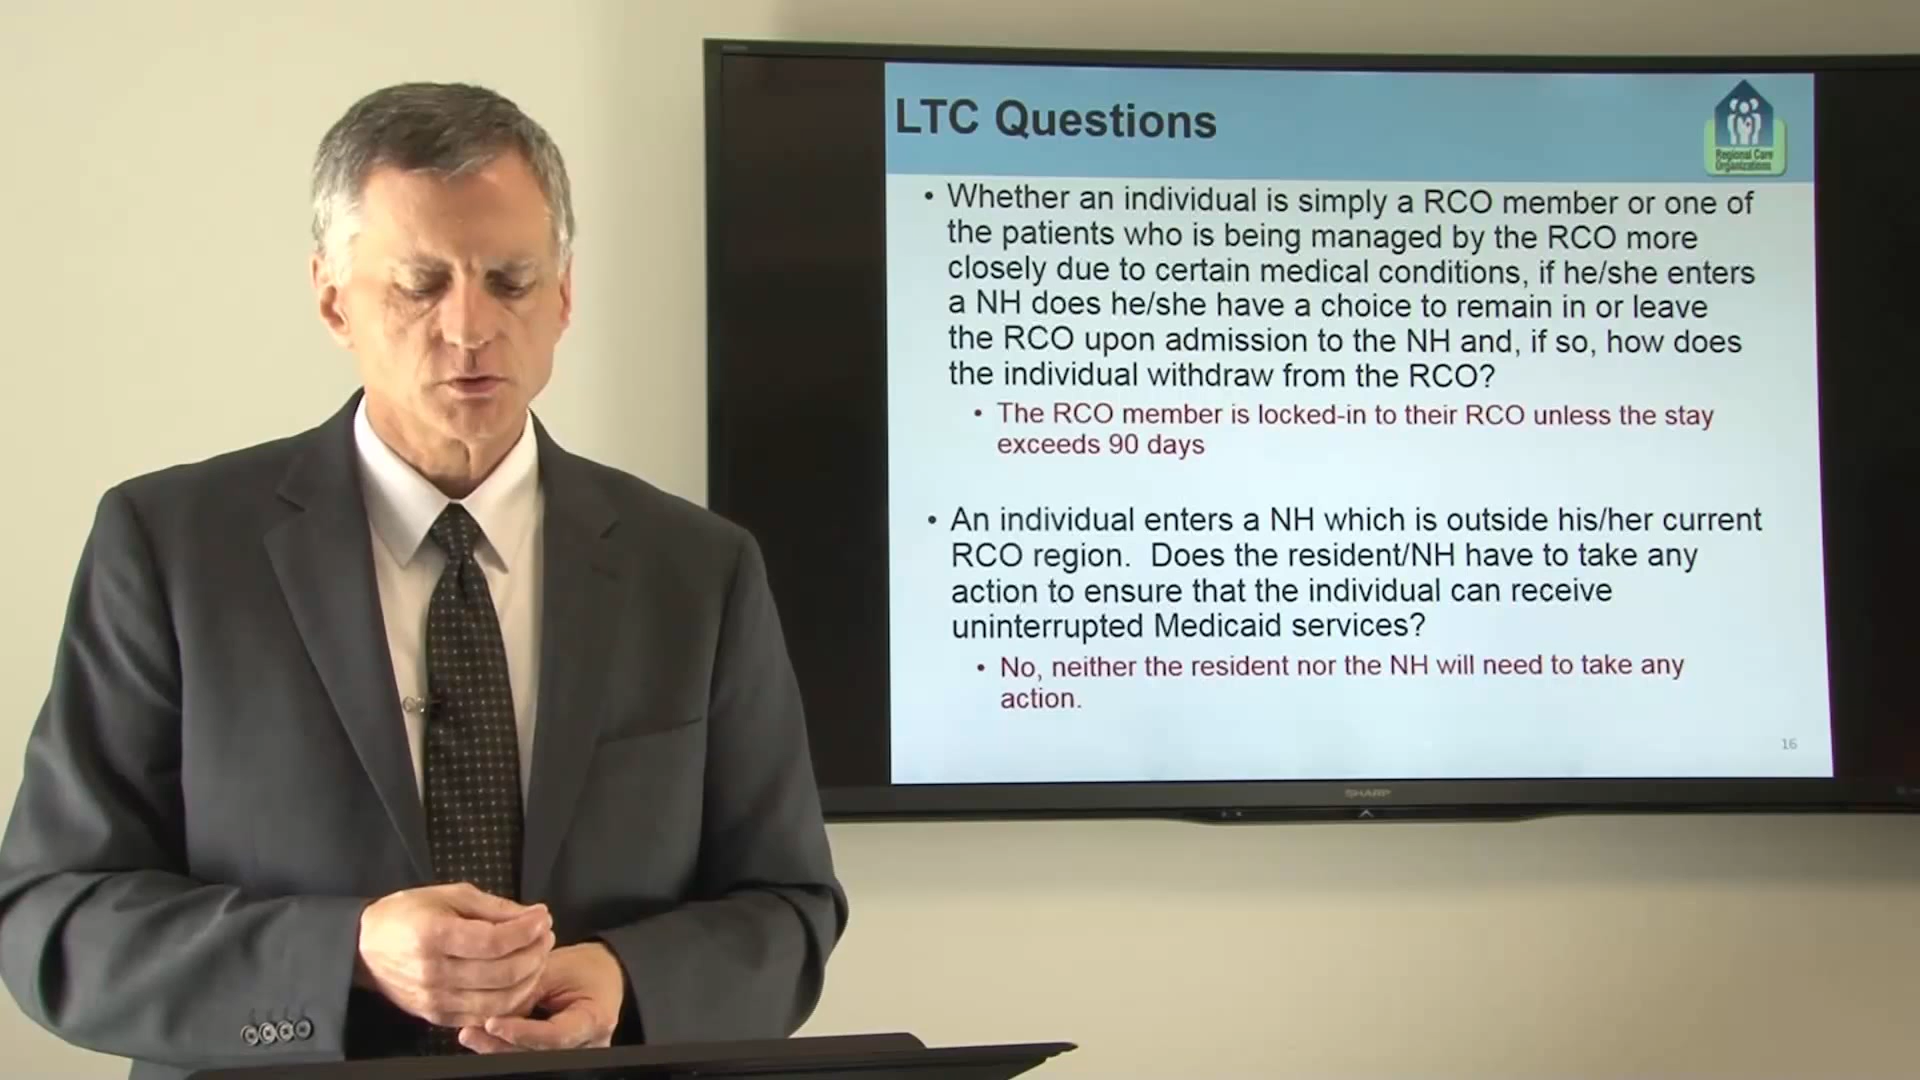 LTC Questions
Regional Care
Organizations
• Whether an individual is simply a RCO member or one of
the patients who is being managed by the RCO more
closely due to certain medical conditions, if he/she enters
a NH does he/she have a choice to remain in or leave
the RCO upon admission to the NH and, if so, how does
the individual withdraw from the RCO?
• The RCO member is locked-in to their RCO unless the stay
exceeds 90 days
• An individual enters a NH which is outside his/her current
RCO region. Does the resident/NH have to take any
action to ensure that the individual can receive
uninterrupted Medicaid services?
• No, neither the resident nor the NH will need to take any
action.
16
SHARP